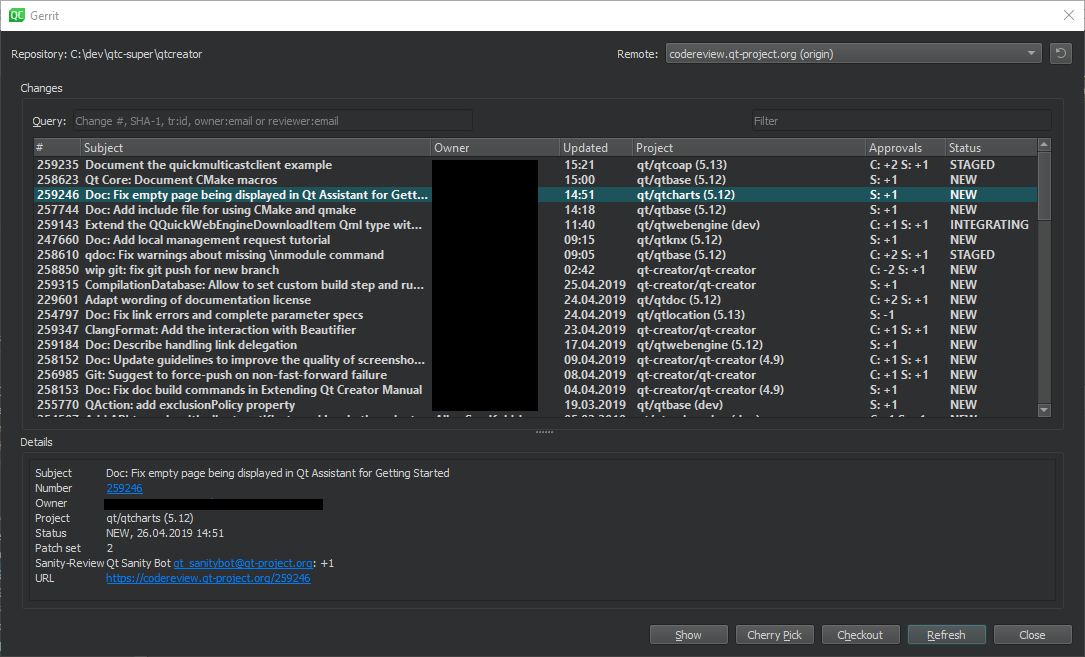 QC Gerrit
Repository: C:\dev\qtc-super\qtcreator Remote: codereview.qt-project.org (origin)
Changes
Query: Change #, SHA-1, tr:id, owner:email or reviewer:email Filter
# Subject Owner Updated Project Approvals Status
259235 Document the quickmulticastclient example 15:21 qt/qtcoap (5.13) C: +2 S: +1 STAGED
258623 Qt Core: Document CMake macros 15:00 qt/qtbase (5.12) S: +1 NEW
259246 Doc: Fix empty page being displayed in Qt Assistant for Gett... 14:51 qt/qtcharts (5.12) S: +1 NEW
257744 Doc: Add include file for using CMake and qmake 14:18 qt/qtbase (5.12) S: +1 NEW
259143 Extend the QQuickWebEngineDownloadItem Qml type wit... 11:40 qt/qtwebengine (dev) C: +1 S: +1 INTEGRATING
247660 Doc: Add local management request tutorial 09:15 qt/qtknx (5.12) S: +1 NEW
258610 qdoc: Fix warnings about missing \inmodule command 09:05 qt/qtbase (5.12) C: +2 S: +1 STAGED
258850 wip git: fix git push for new branch 02:42 qt-creator/qt-creator C: -2 S: +1 NEW
259315 CompilationDatabase: Allow to set custom build step and ru... 25.04.2019 qt-creator/qt-creator S: +1 NEW
229601 Adapt wording of documentation license 24.04.2019 qt/qtdoc (5.12) C: +2 S: +1 NEW
254797 Doc: Fix link errors and complete parameter specs 24.04.2019 qt/qtlocation (5.13) S: -1 NEW
259347 ClangFormat: Add the interaction with Beautifier 23.04.2019 qt-creator/qt-creator C: +1 S: +1 NEW
259184 Doc: Describe handling link delegation 17.04.2019 qt/qtwebengine (5.12) S: +1 NEW
258152 Doc: Update guidelines to improve the quality of screensho... 09.04.2019 qt-creator/qt-creator (4.9) C: +1 S: +1 NEW
256985 Git: Suggest to force-push on non-fast-forward failure 08.04.2019 qt-creator/qt-creator C: +1 S: +1 NEW
258153 Doc: Fix doc build commands in Extending Qt Creator Manual 04.04.2019 qt-creator/qt-creator (4.9) S: +1 NEW
255770 QAction: add exclusionPolicy property 19.03.2019 qt/qtbase (dev) S: +1 NEW
Details
Subject Doc: Fix empty page being displayed in Qt Assistant for Getting Started
Number 259246
Owner
Project qt/qtcharts (5.12)
Status NEW, 26.04.2019 14:51
Patch set 2
Sanity-Review Qt Sanity Bot qt_sanitybot@qt-project.org: +1
URL https://codereview.qt-project.org/259246
Show Cherry Pick Checkout Refresh Close